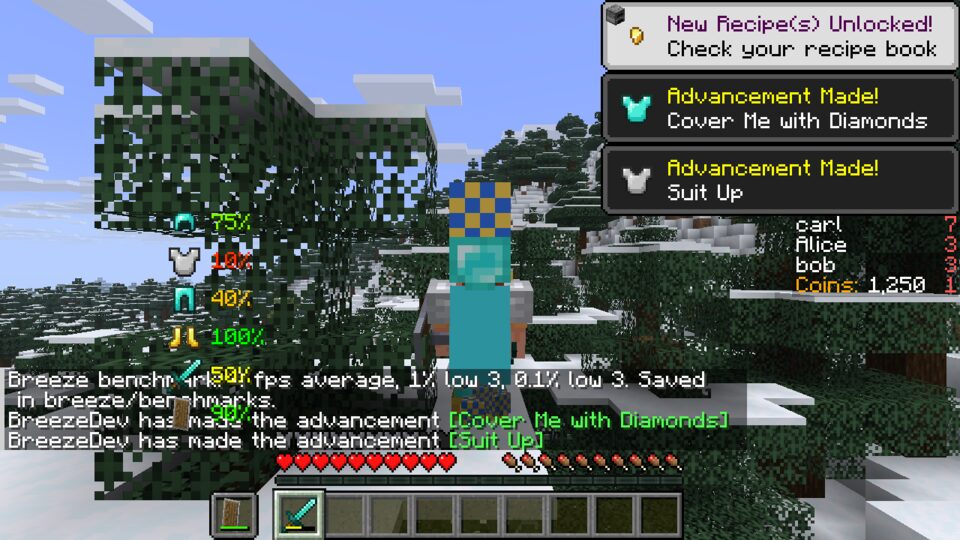 New Recipe(s) Unlocked!
Check your recipe book
Advancement Made!
Cover Me with Diamonds
Advancement Made!
Suit Up
carl 7
Alice 3
bob 3
Coins: 1,250 1
75%
10%
40%
100%
50%
90%
Breeze benchmark: fps average, 1% low 3, 0.1% low 3. Saved
in breeze/benchmarks.
BreezeDev has made the advancement [Cover Me with Diamonds]
BreezeDev has made the advancement [Suit Up]